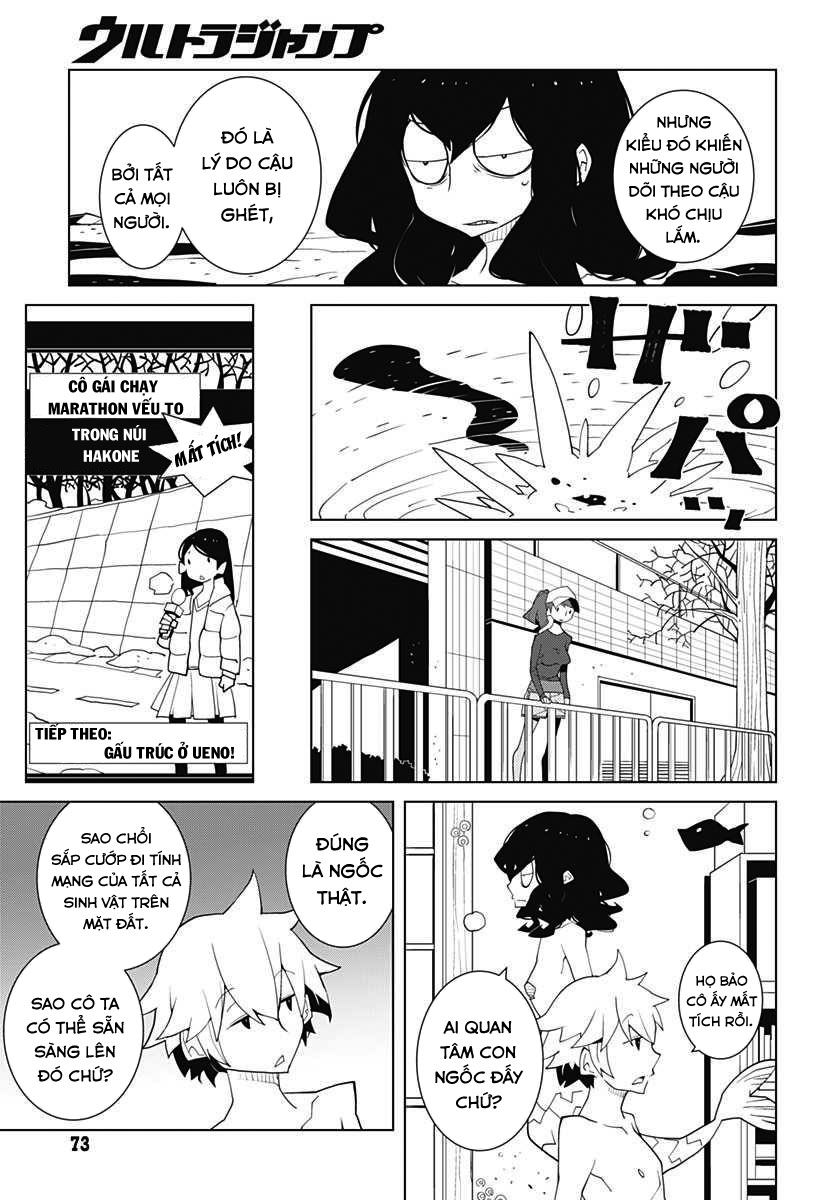 ウルトラジャンプ
NHƯNG
KIỂU ĐÓ KHIẾN
NHỮNG NGƯỜI
DÕI THEO CẬU
KHÓ CHỊU
LẮM.
ĐÓ LÀ
LÝ DO CẬU
LUÔN BỊ
GHÉT,
BỞI TẤT
CẢ MỌI
NGƯỜI.
ザパッ
CÔ GÁI CHẠY
MARATHON VẾU TO
TRONG NÚI
HAKONE
MẤT TÍCH!
TIẾP THEO:
GẤU TRÚC Ở UENO!
HỌ BẢO
CÔ ẤY MẤT
TÍCH RỒI.
AI QUAN
TÂM CON
NGỐC ĐẤY
CHỨ?
ĐÚNG
LÀ NGỐC
THẬT.
SAO CHỔI
SẮP CƯỚP ĐI TÍNH
MẠNG CỦA TẤT CẢ
SINH VẬT TRÊN
MẶT ĐẤT.
SAO CÔ TA
CÓ THỂ SẴN
SÀNG LÊN
ĐÓ CHỨ?
73